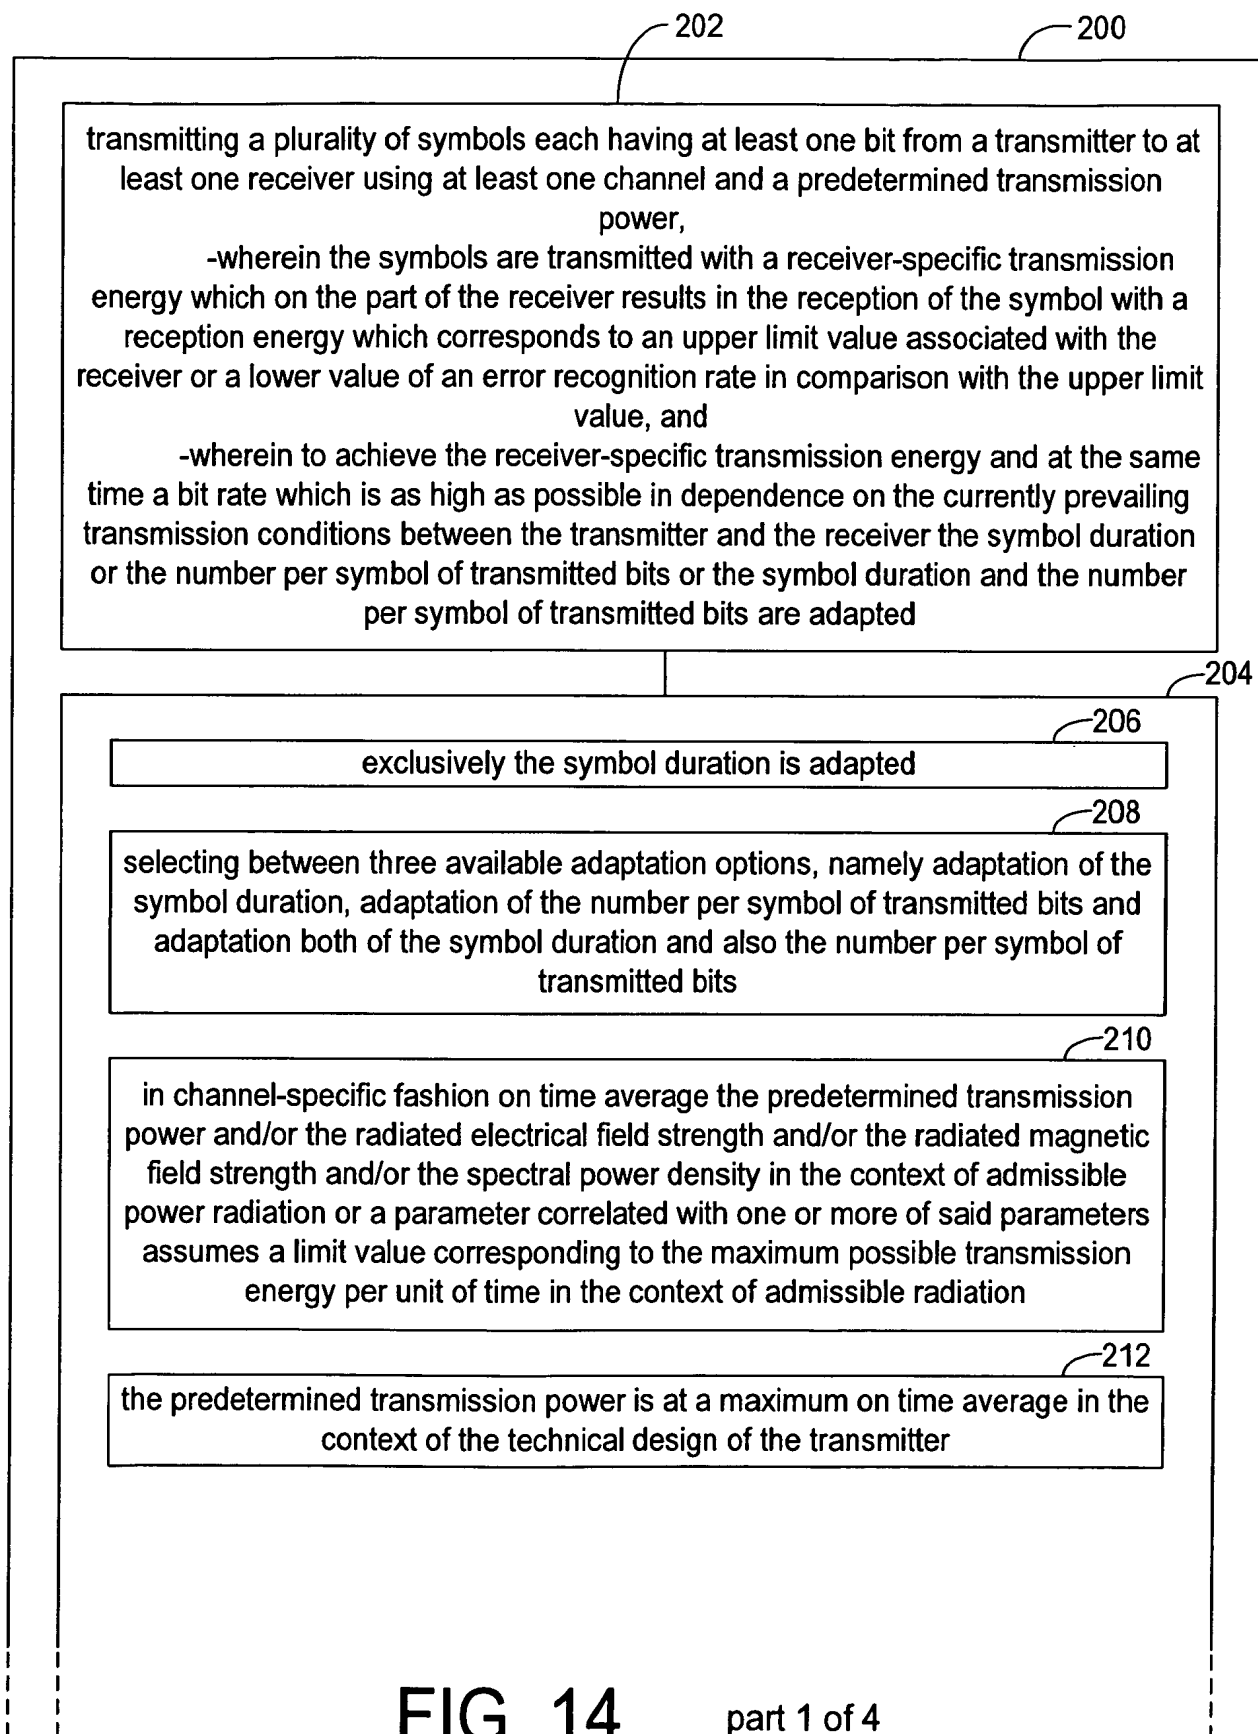 202
200
transmitting a plurality of symbols each having at least one bit from a transmitter to at
least one receiver using at least one channel and a predetermined transmission
power,
-wherein the symbols are transmitted with a receiver-specific transmission
energy which on the part of the receiver results in the reception of the symbol with a
reception energy which corresponds to an upper limit value associated with the
receiver or a lower value of an error recognition rate in comparison with the upper limit
value, and
-wherein to achieve the receiver-specific transmission energy and at the same
time a bit rate which is as high as possible in dependence on the currently prevailing
transmission conditions between the transmitter and the receiver the symbol duration
or the number per symbol of transmitted bits or the symbol duration and the number
per symbol of transmitted bits are adapted
204
206
exclusively the symbol duration is adapted
208
selecting between three available adaptation options, namely adaptation of the
symbol duration, adaptation of the number per symbol of transmitted bits and
adaptation both of the symbol duration and also the number per symbol of
transmitted bits
210
in channel-specific fashion on time average the predetermined transmission
power and/or the radiated electrical field strength and/or the radiated magnetic
field strength and/or the spectral power density in the context of admissible
power radiation or a parameter correlated with one or more of said parameters
assumes a limit value corresponding to the maximum possible transmission
energy per unit of time in the context of admissible radiation
212
the predetermined transmission power is at a maximum on time average in the
context of the technical design of the transmitter
FIG. 14 part 1 of 4